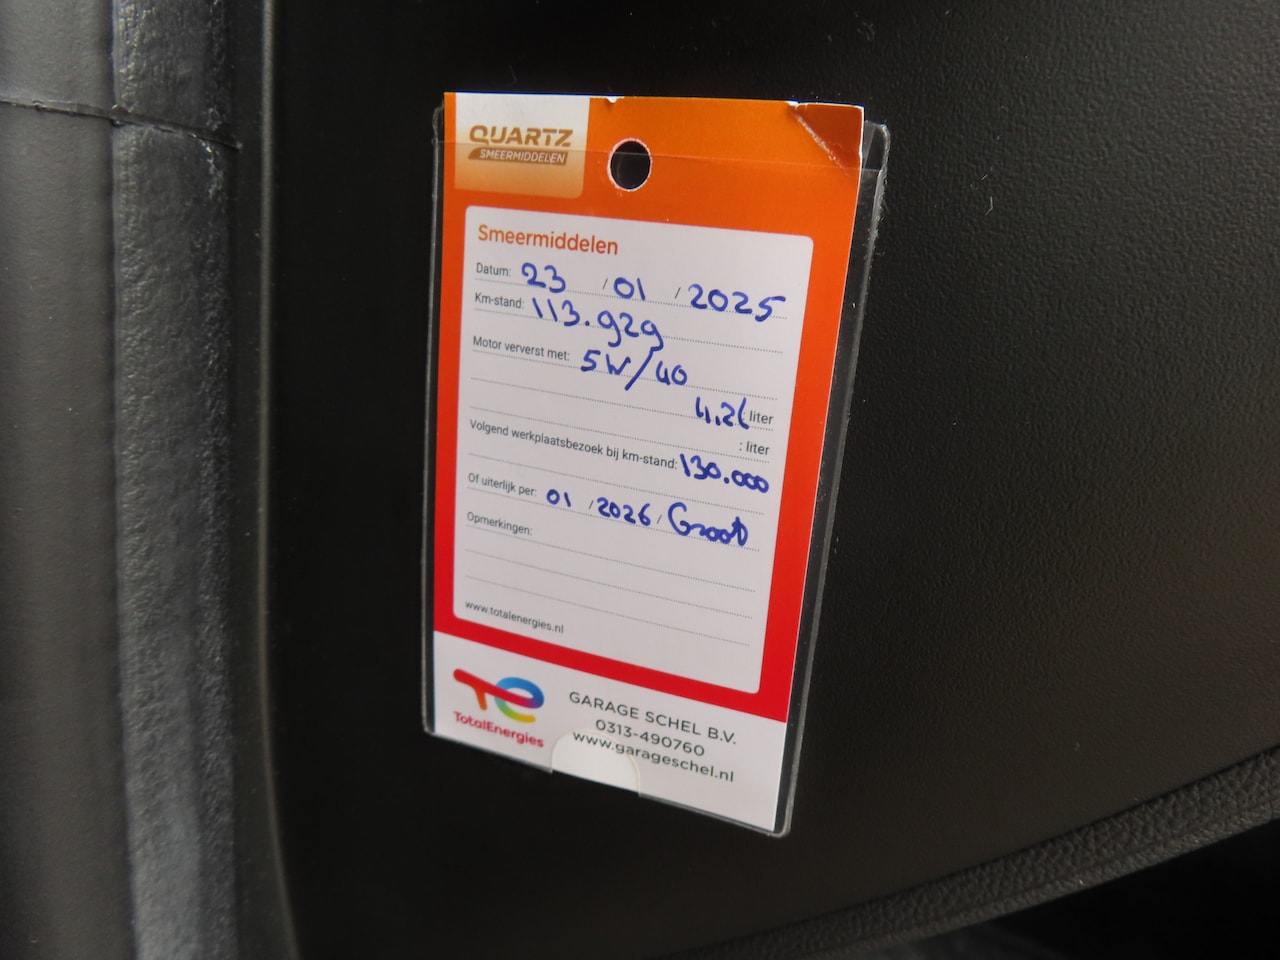 QUARTZ
SMEERMIDDELEN
Smeermiddelen
Datum: 23 / 01 / 2025
Km-stand: 113.929
Motor ververst met: 5W/40
4,2l : liter
: liter
Volgend werkplaatsbezoek bij km-stand: 130.000
Of uiterlijk per: 01 / 2026 / Groot
Opmerkingen:
www.totalenergies.nl
TotalEnergies
GARAGE SCHEL B.V.
0313-490760
www.garageschel.nl